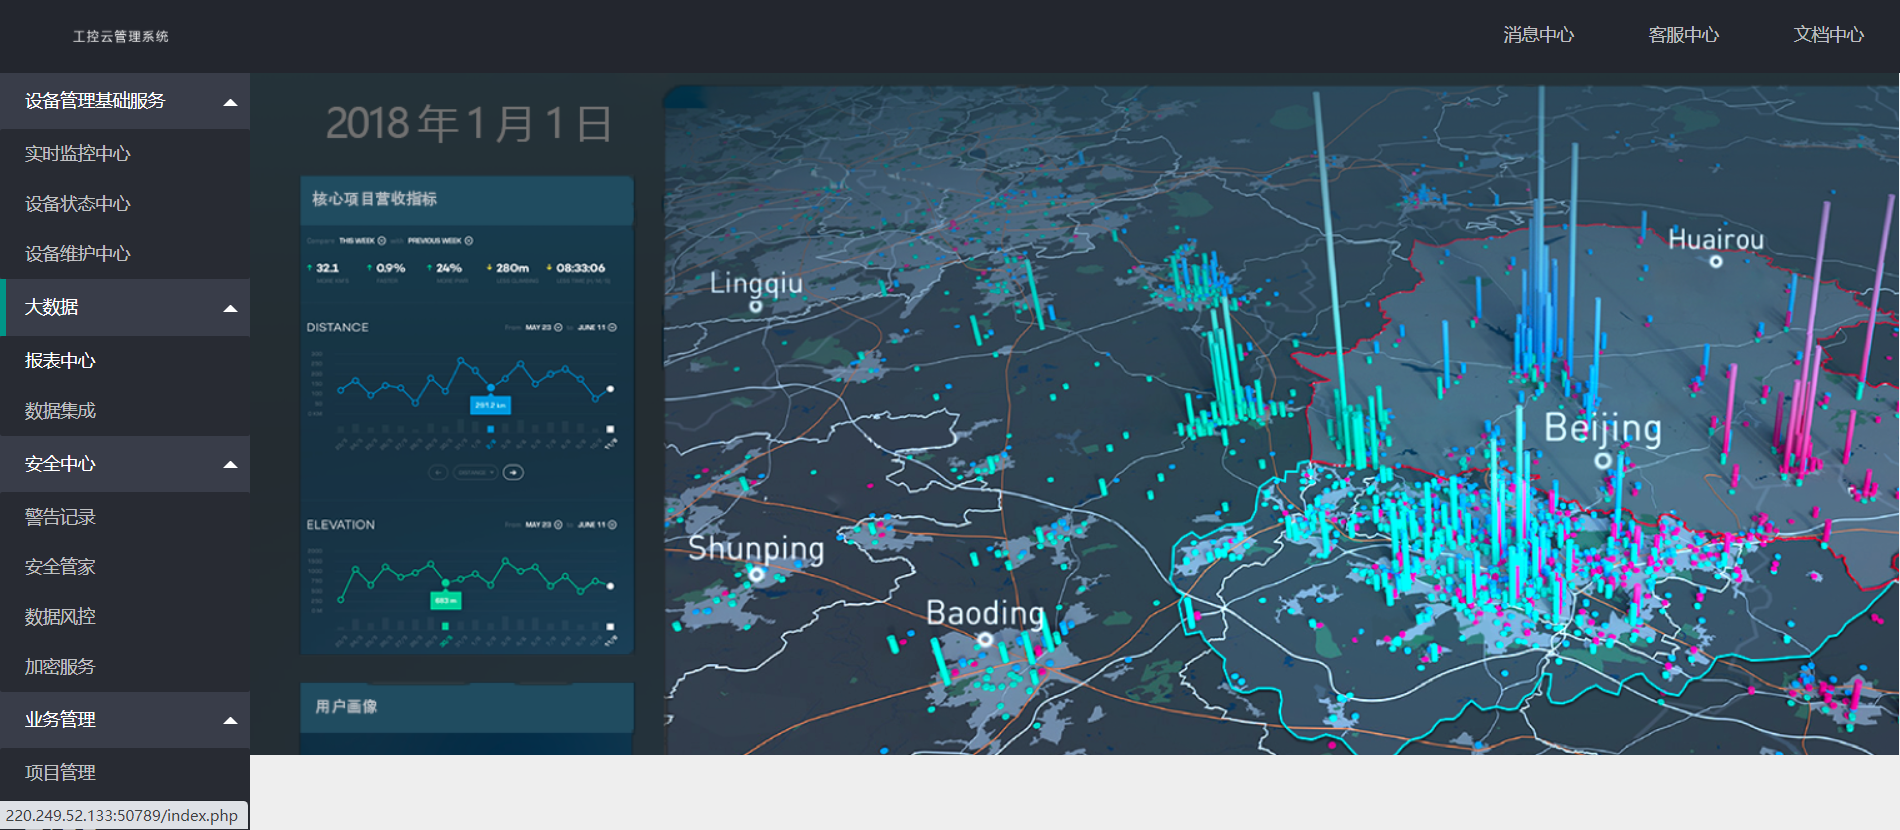 工控云管理系统
消息中心
客服中心
文档中心
设备管理基础服务
实时监控中心
设备状态中心
设备维护中心
大数据
报表中心
数据集成
安全中心
警告记录
安全管家
数据风控
加密服务
业务管理
项目管理
220.249.52.133:50789/index.php
2018年1月1日
核心项目营收指标
Compare THIS WEEK with PREVIOUS WEEK
32.1
0.9%
24%
280m
08:33:06
DISTANCE
From MAY 23 to JUNE 11
ELEVATION
From MAY 23 to JUNE 11
683 m
用户画像
Lingqiu
Huairou
Beijing
Shunping
Baoding